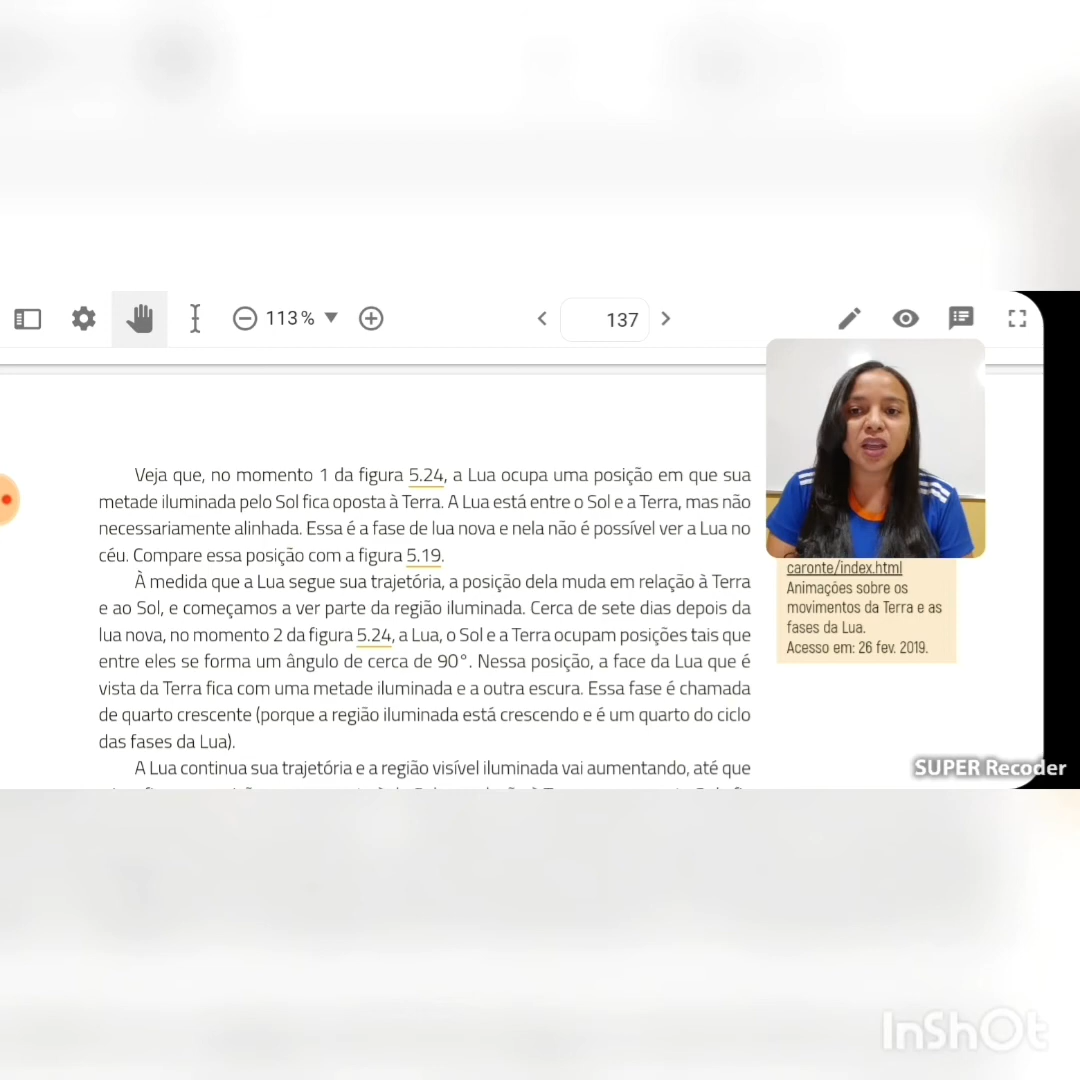 113%
137
Veja que, no momento 1 da figura 5.24, a Lua ocupa uma posição em que sua
metade iluminada pelo Sol fica oposta à Terra. A Lua está entre o Sol e a Terra, mas não
necessariamente alinhada. Essa é a fase de lua nova e nela não é possível ver a Lua no
céu. Compare essa posição com a figura 5.19.
À medida que a Lua segue sua trajetória, a posição dela muda em relação à Terra
e ao Sol, e começamos a ver parte da região iluminada. Cerca de sete dias depois da
lua nova, no momento 2 da figura 5.24, a Lua, o Sol e a Terra ocupam posições tais que
entre eles se forma um ângulo de cerca de 90°. Nessa posição, a face da Lua que é
vista da Terra fica com uma metade iluminada e a outra escura. Essa fase é chamada
de quarto crescente (porque a região iluminada está crescendo e é um quarto do ciclo
das fases da Lua).
A Lua continua sua trajetória e a região visível iluminada vai aumentando, até que
caronte/index.html
Animações sobre os
movimentos da Terra e as
fases da Lua.
Acesso em: 26 fev. 2019.
SUPER Recoder
InShOt